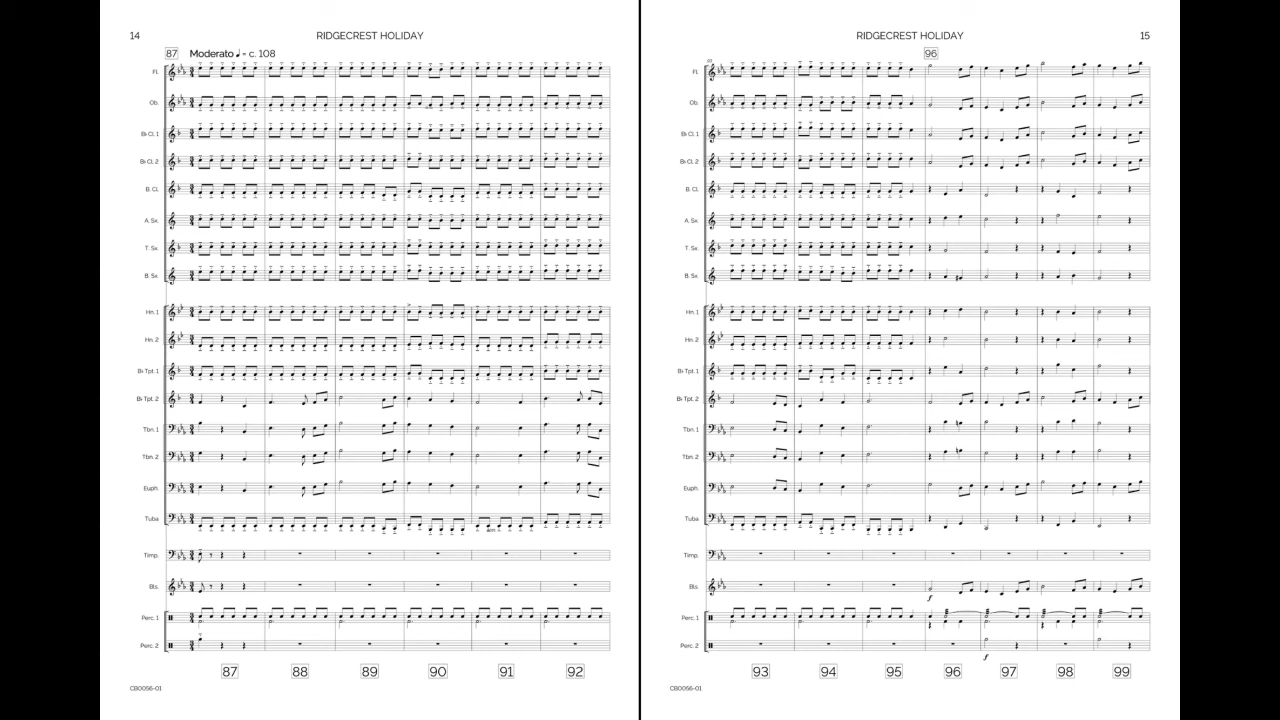 14
RIDGECREST HOLIDAY
87
Moderato ♩ = c. 108
Fl.
Ob.
B♭ Cl. 1
B♭ Cl. 2
B. Cl.
A. Sx.
T. Sx.
B. Sx.
Hn. 1
Hn. 2
B♭ Tpt. 1
B♭ Tpt. 2
Tbn. 1
Tbn. 2
Euph.
Tuba
Timp.
Bls.
Perc. 1
Perc. 2
87 88 89 90 91 92
CB0056-01
RIDGECREST HOLIDAY
15
96
Fl.
Ob.
B♭ Cl. 1
B♭ Cl. 2
B. Cl.
A. Sx.
T. Sx.
B. Sx.
Hn. 1
Hn. 2
B♭ Tpt. 1
B♭ Tpt. 2
Tbn. 1
Tbn. 2
Euph.
Tuba
Timp.
Bls.
f
Perc. 1
Perc. 2
f
93 94 95 96 97 98 99
CB0056-01